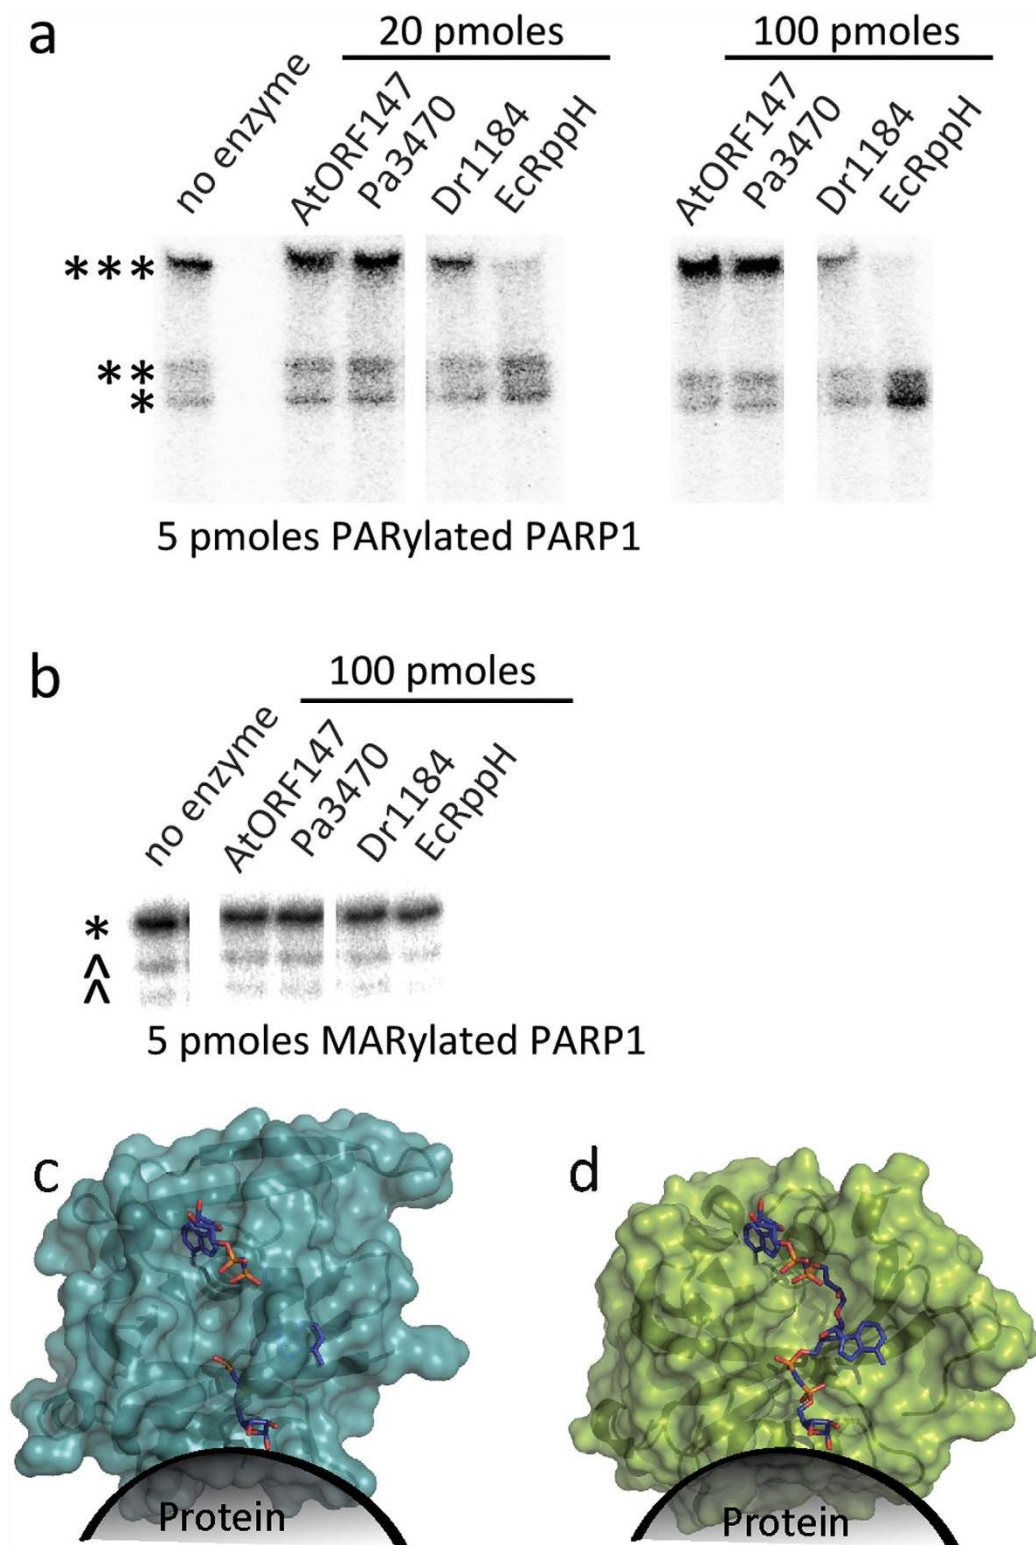 a
20 pmoles
100 pmoles
no enzyme
AtORF147
Pa3470
Dr1184
EcRppH
AtORF147
Pa3470
Dr1184
EcRppH
***
**
*
5 pmoles PARylated PARP1
b
100 pmoles
no enzyme
AtORF147
Pa3470
Dr1184
EcRppH
*
^
^
5 pmoles MARylated PARP1
c
d
Protein
Protein